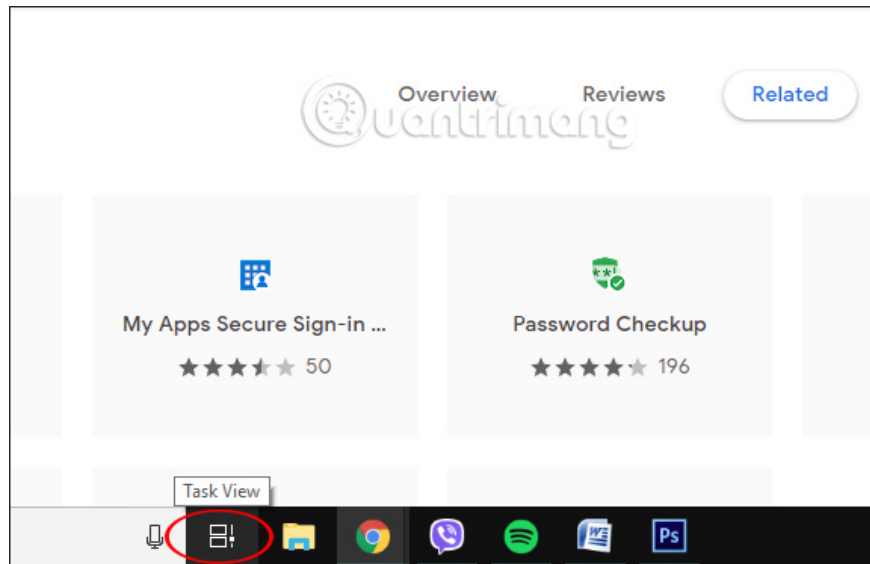 Overview Reviews Related
Quantrimang
My Apps Secure Sign-in ... Password Checkup
50 196
Task View
Ps